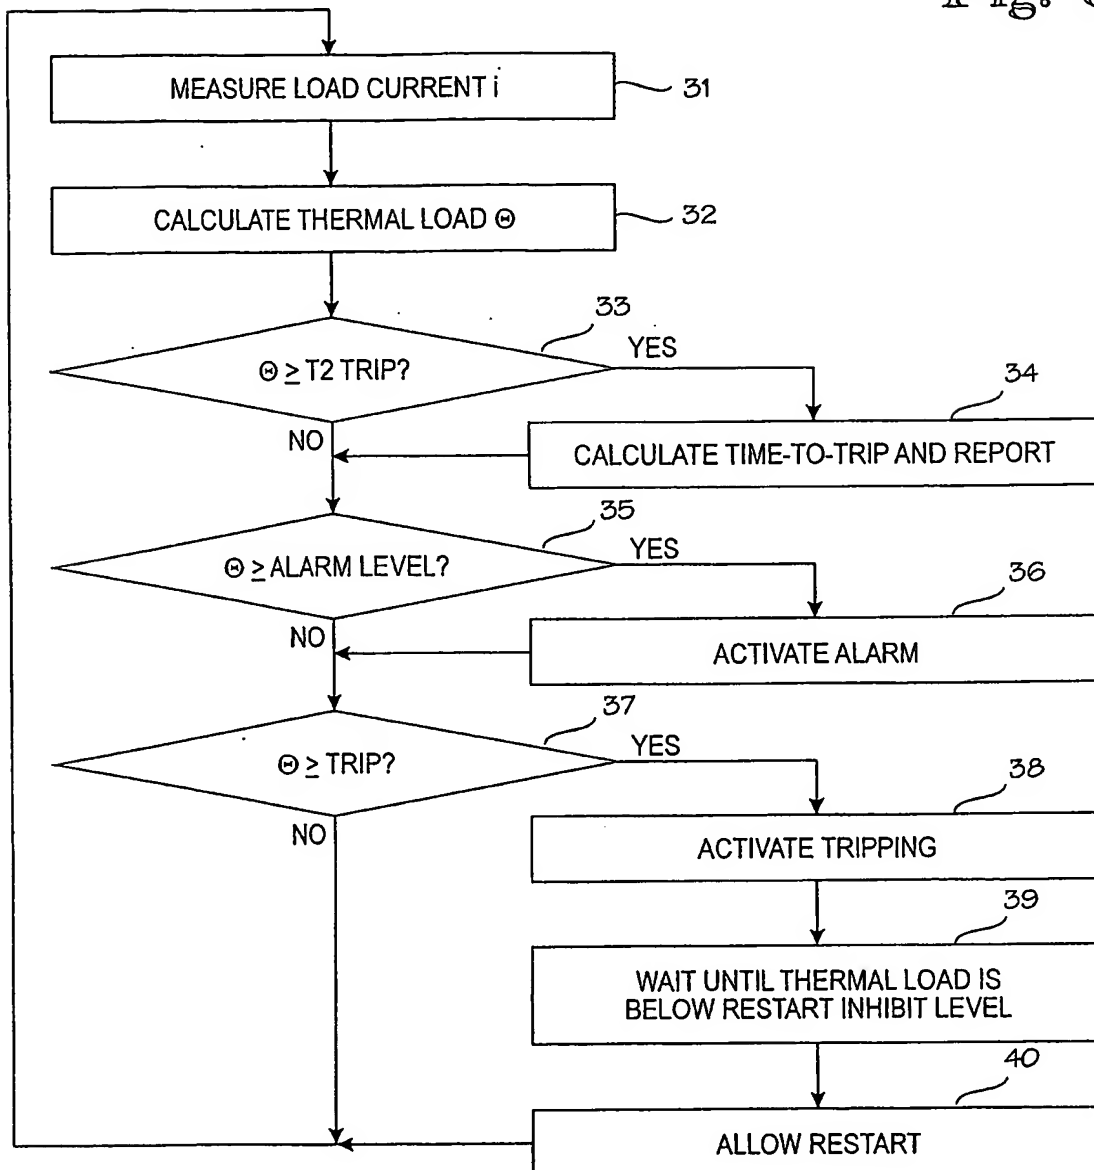 Fig.
MEASURE LOAD CURRENT i
31
CALCULATE THERMAL LOAD Θ
32
33
Θ ≥ T2 TRIP?
YES
NO
34
CALCULATE TIME-TO-TRIP AND REPORT
35
Θ ≥ ALARM LEVEL?
YES
NO
36
ACTIVATE ALARM
37
Θ ≥ TRIP?
YES
NO
38
ACTIVATE TRIPPING
39
WAIT UNTIL THERMAL LOAD IS
BELOW RESTART INHIBIT LEVEL
40
ALLOW RESTART